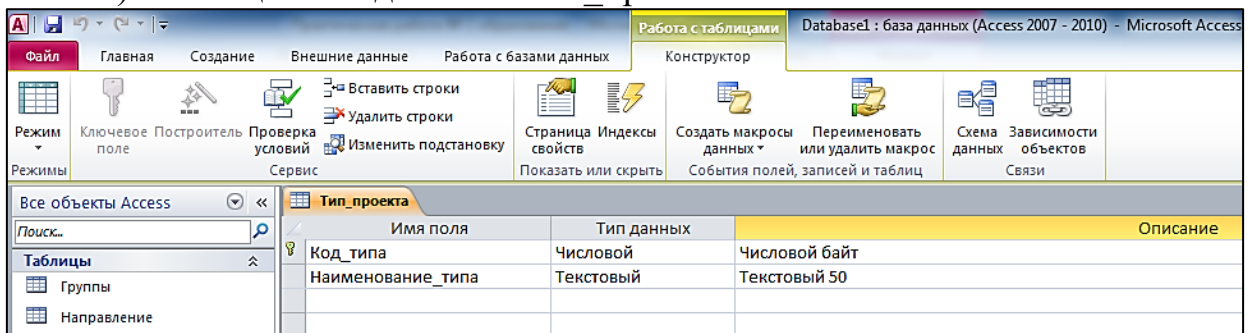 Работа с таблицами
Database1 : база данных (Access 2007 - 2010) - Microsoft Access
Файл Главная Создание Внешние данные Работа с базами данных Конструктор
Режим
Ключевое поле
Построитель
Проверка условий
Вставить строки
Удалить строки
Изменить подстановку
Страница свойств
Индексы
Создать макросы данных
Переименовать или удалить макрос
Схема данных
Зависимости объектов
Режимы Сервис Показать или скрыть События полей, записей и таблиц Связи
Все объекты Access
Поиск...
Таблицы
Группы
Направление
Тип_проекта
Имя поля Тип данных Описание
Код_типа Числовой Числовой байт
Наименование_типа Текстовый Текстовый 50